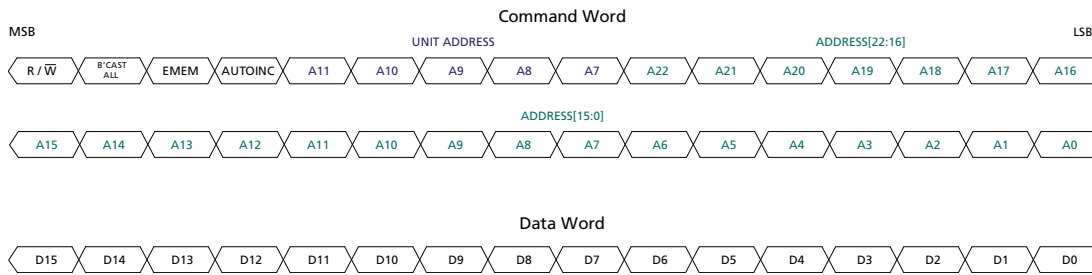 Command Word
MSB LSB
UNIT ADDRESS ADDRESS[22:16]
R / W̅ B'CAST ALL EMEM AUTOINC A11 A10 A9 A8 A7 A22 A21 A20 A19 A18 A17 A16
ADDRESS[15:0]
A15 A14 A13 A12 A11 A10 A9 A8 A7 A6 A5 A4 A3 A2 A1 A0
Data Word
D15 D14 D13 D12 D11 D10 D9 D8 D7 D6 D5 D4 D3 D2 D1 D0